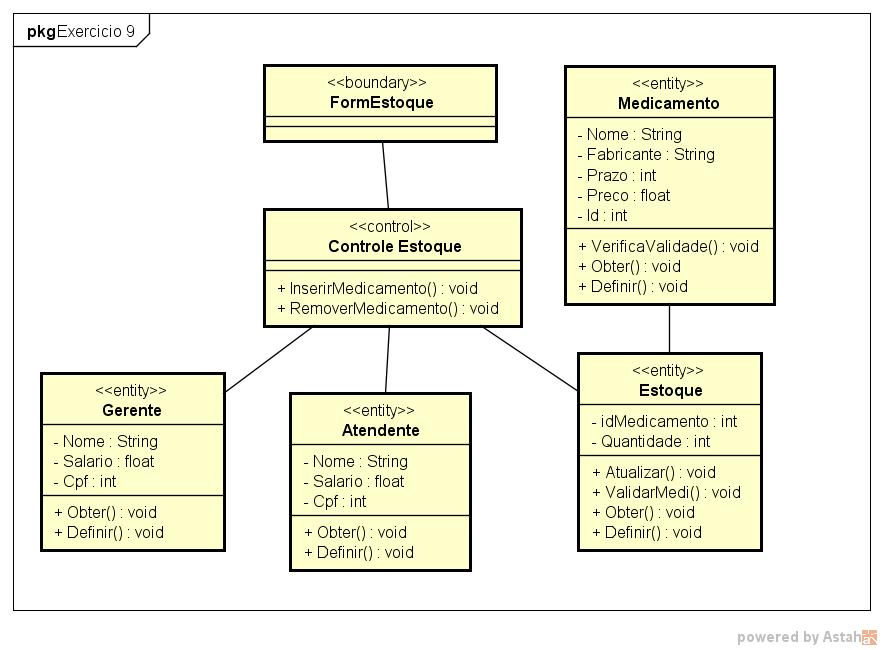 pkg Exercicio 9
<<boundary>>
FormEstoque
<<entity>>
Medicamento
- Nome : String
- Fabricante : String
- Prazo : int
- Preco : float
- Id : int
+ VerificaValidade() : void
+ Obter() : void
+ Definir() : void
<<control>>
Controle Estoque
+ InserirMedicamento() : void
+ RemoverMedicamento() : void
<<entity>>
Gerente
- Nome : String
- Salario : float
- Cpf : int
+ Obter() : void
+ Definir() : void
<<entity>>
Atendente
- Nome : String
- Salario : float
- Cpf : int
+ Obter() : void
+ Definir() : void
<<entity>>
Estoque
- idMedicamento : int
- Quantidade : int
+ Atualizar() : void
+ ValidarMedi() : void
+ Obter() : void
+ Definir() : void
powered by Astah